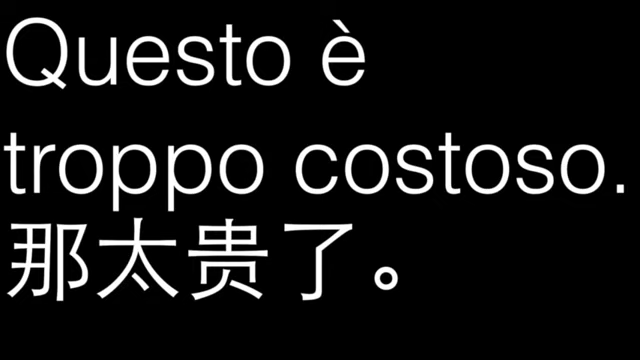 Questo è
troppo costoso.
那太贵了。